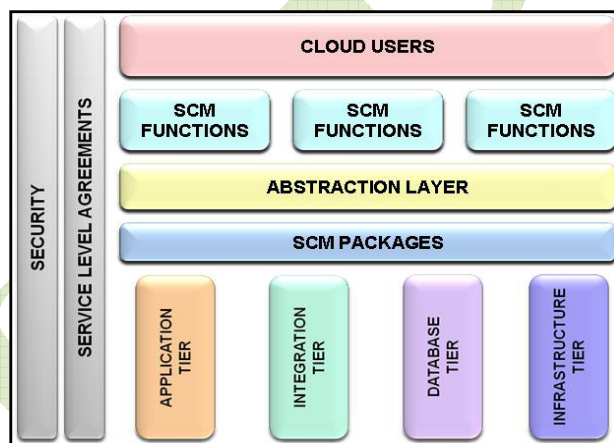 SECURITY
SERVICE LEVEL AGREEMENTS
CLOUD USERS
SCM
FUNCTIONS
SCM
FUNCTIONS
SCM
FUNCTIONS
ABSTRACTION LAYER
SCM PACKAGES
APPLICATION
TIER
INTEGRATION
TIER
DATABASE
TIER
INFRASTRUCTURE
TIER